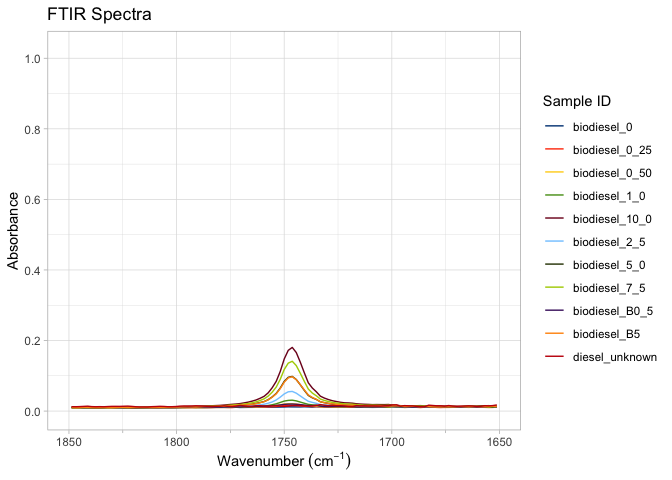 FTIR Spectra
1.0
0.8
0.6
0.4
0.2
0.0
Absorbance
1850 1800 1750 1700 1650
Wavenumber (cm⁻¹)
Sample ID
biodiesel_0
biodiesel_0_25
biodiesel_0_50
biodiesel_1_0
biodiesel_10_0
biodiesel_2_5
biodiesel_5_0
biodiesel_7_5
biodiesel_B0_5
biodiesel_B5
diesel_unknown